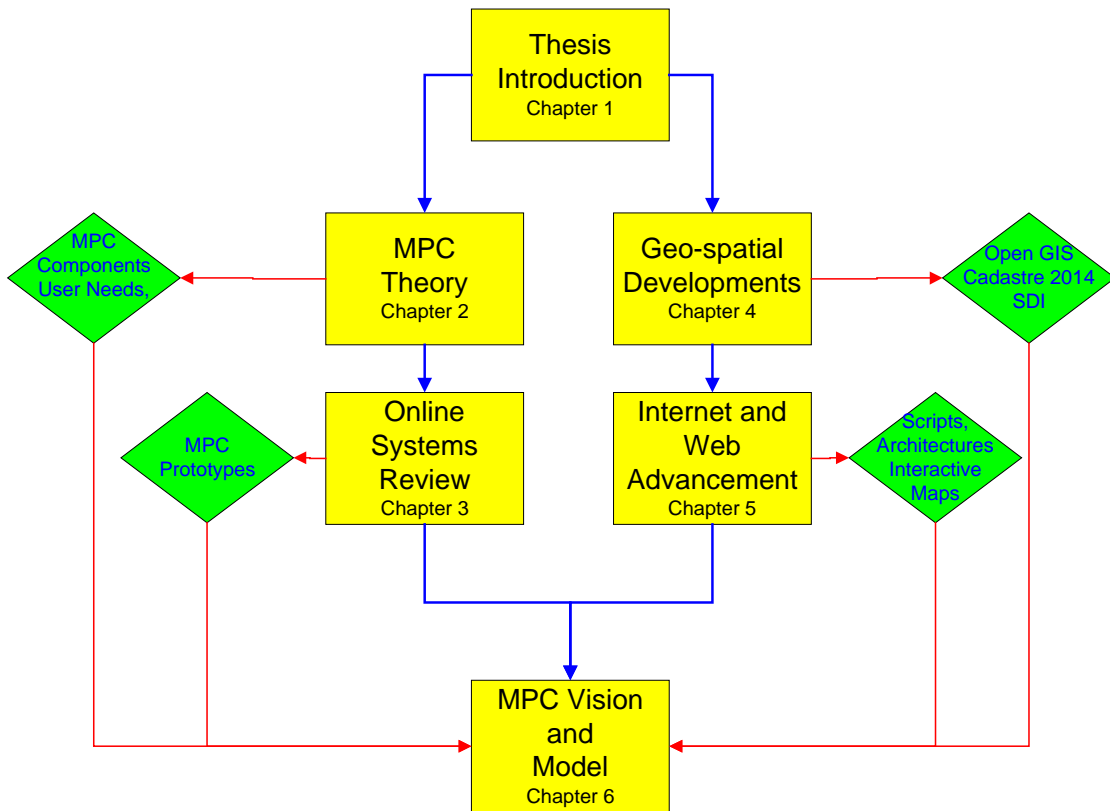 Thesis
Introduction
Chapter 1
MPC
Components
User Needs,
MPC
Theory
Chapter 2
Geo-spatial
Developments
Chapter 4
Open GIS
Cadastre 2014
SDI
MPC
Prototypes
Online
Systems
Review
Chapter 3
Internet and
Web
Advancement
Chapter 5
Scripts,
Architectures
Interactive
Maps
MPC Vision
and
Model
Chapter 6